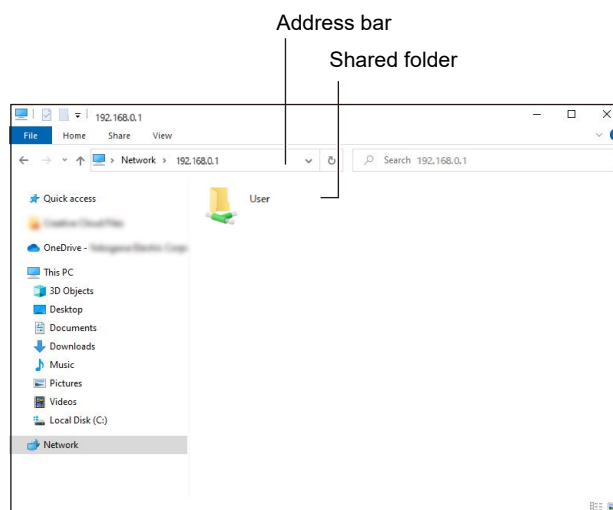 Address bar
Shared folder
192.168.0.1
File Home Share View
Network > 192.168.0.1
Search 192.168.0.1
Quick access
User
OneDrive -
This PC
3D Objects
Desktop
Documents
Downloads
Music
Pictures
Videos
Local Disk (C:)
Network